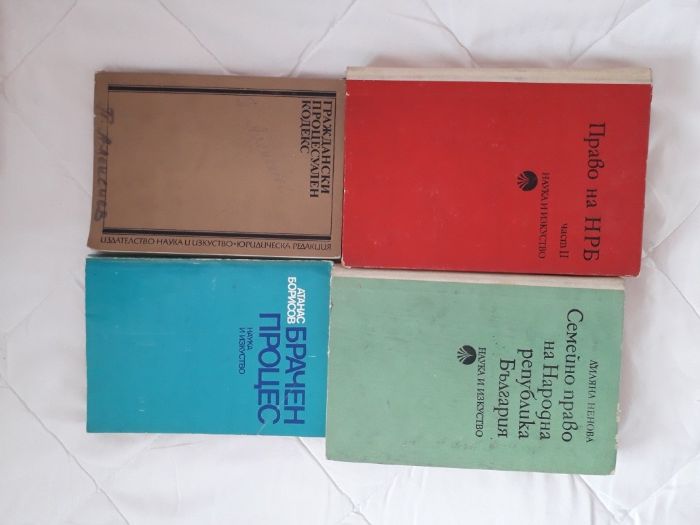 ГРАЖДАНСКИ
ПРОЦЕСУАЛЕН
КОДЕКС
ИЗДАТЕЛСТВО НАУКА И ИЗКУСТВО • ЮРИДИЧЕСКА РЕДАКЦИЯ
Право на НРБ
част II
НАУКА И ИЗКУСТВО
АТАНАС
БОРИСОВ
БРАЧЕН
ПРОЦЕС
НАУКА
И ИЗКУСТВО
ЛИЛЯНА НЕНОВА
Семейно право
на Народна
република
България
НАУКА И ИЗКУСТВО